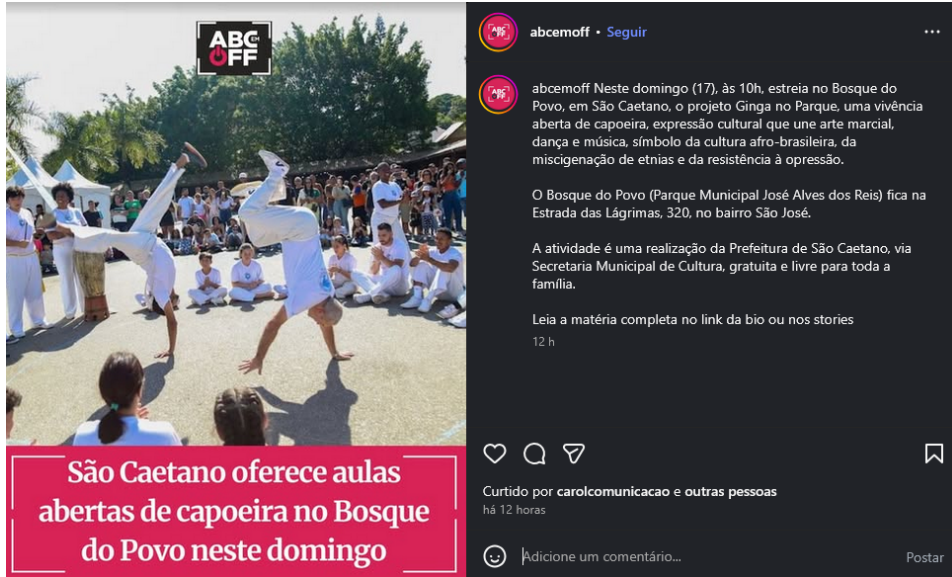 ABC
EM
OFF
São Caetano oferece aulas
abertas de capoeira no Bosque
do Povo neste domingo
abcemoff • Seguir
abcemoff Neste domingo (17), às 10h, estreia no Bosque do
Povo, em São Caetano, o projeto Ginga no Parque, uma vivência
aberta de capoeira, expressão cultural que une arte marcial,
dança e música, símbolo da cultura afro-brasileira, da
miscigenação de etnias e da resistência à opressão.
O Bosque do Povo (Parque Municipal José Alves dos Reis) fica na
Estrada das Lágrimas, 320, no bairro São José.
A atividade é uma realização da Prefeitura de São Caetano, via
Secretaria Municipal de Cultura, gratuita e livre para toda a
família.
Leia a matéria completa no link da bio ou nos stories
12 h
Curtido por carolcomunicacao e outras pessoas
há 12 horas
Adicione um comentário...
Postar